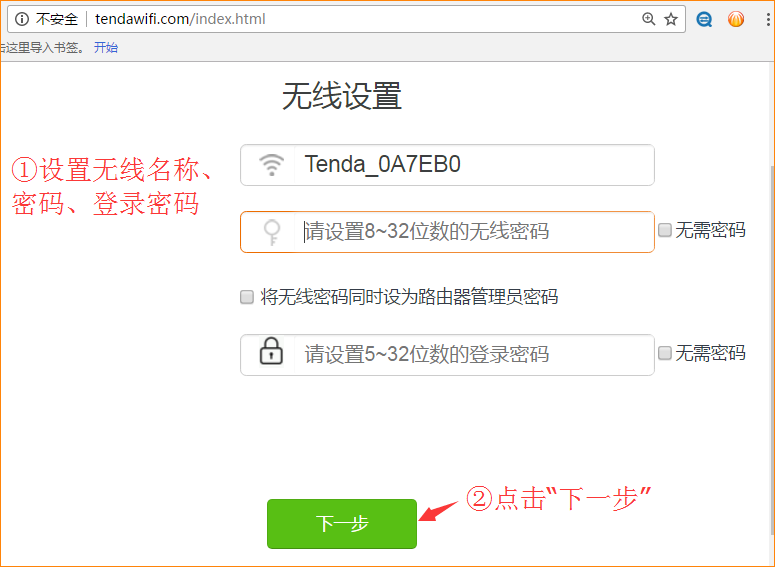 不安全 tendawifi.com/index.html
击这里导入书签。 开始
无线设置
①设置无线名称、
密码、登录密码
Tenda_0A7EB0
请设置8~32位数的无线密码
无需密码
将无线密码同时设为路由器管理员密码
请设置5~32位数的登录密码
无需密码
②点击“下一步”
下一步